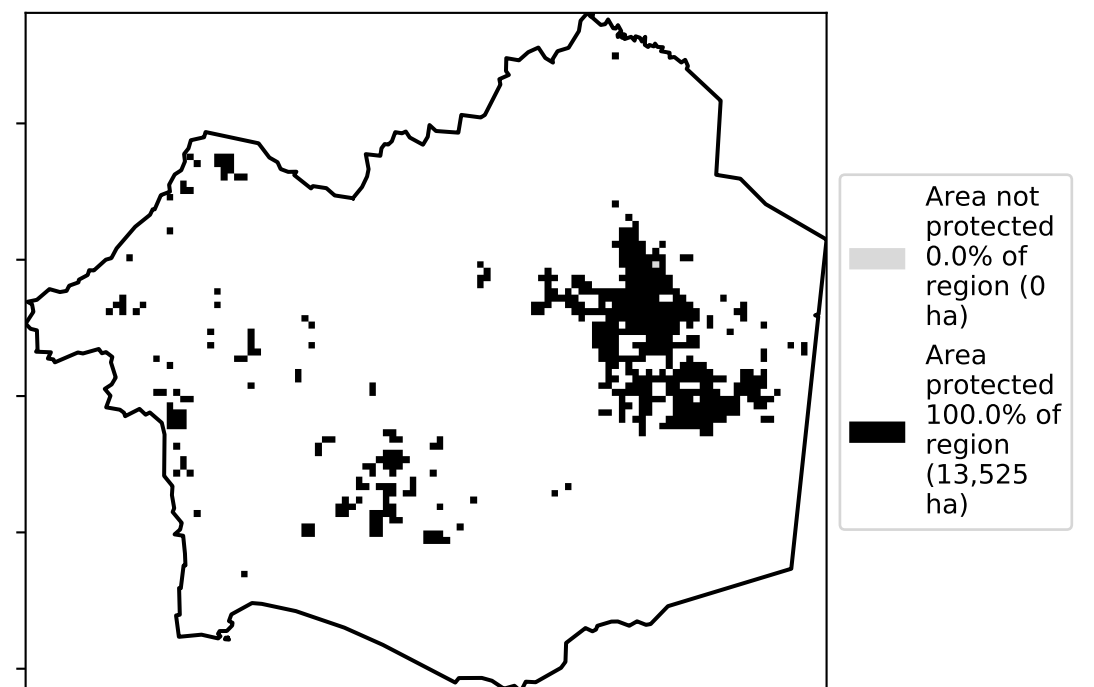 Area not
protected
0.0% of
region (0
ha)
Area
protected
100.0% of
region
(13,525
ha)